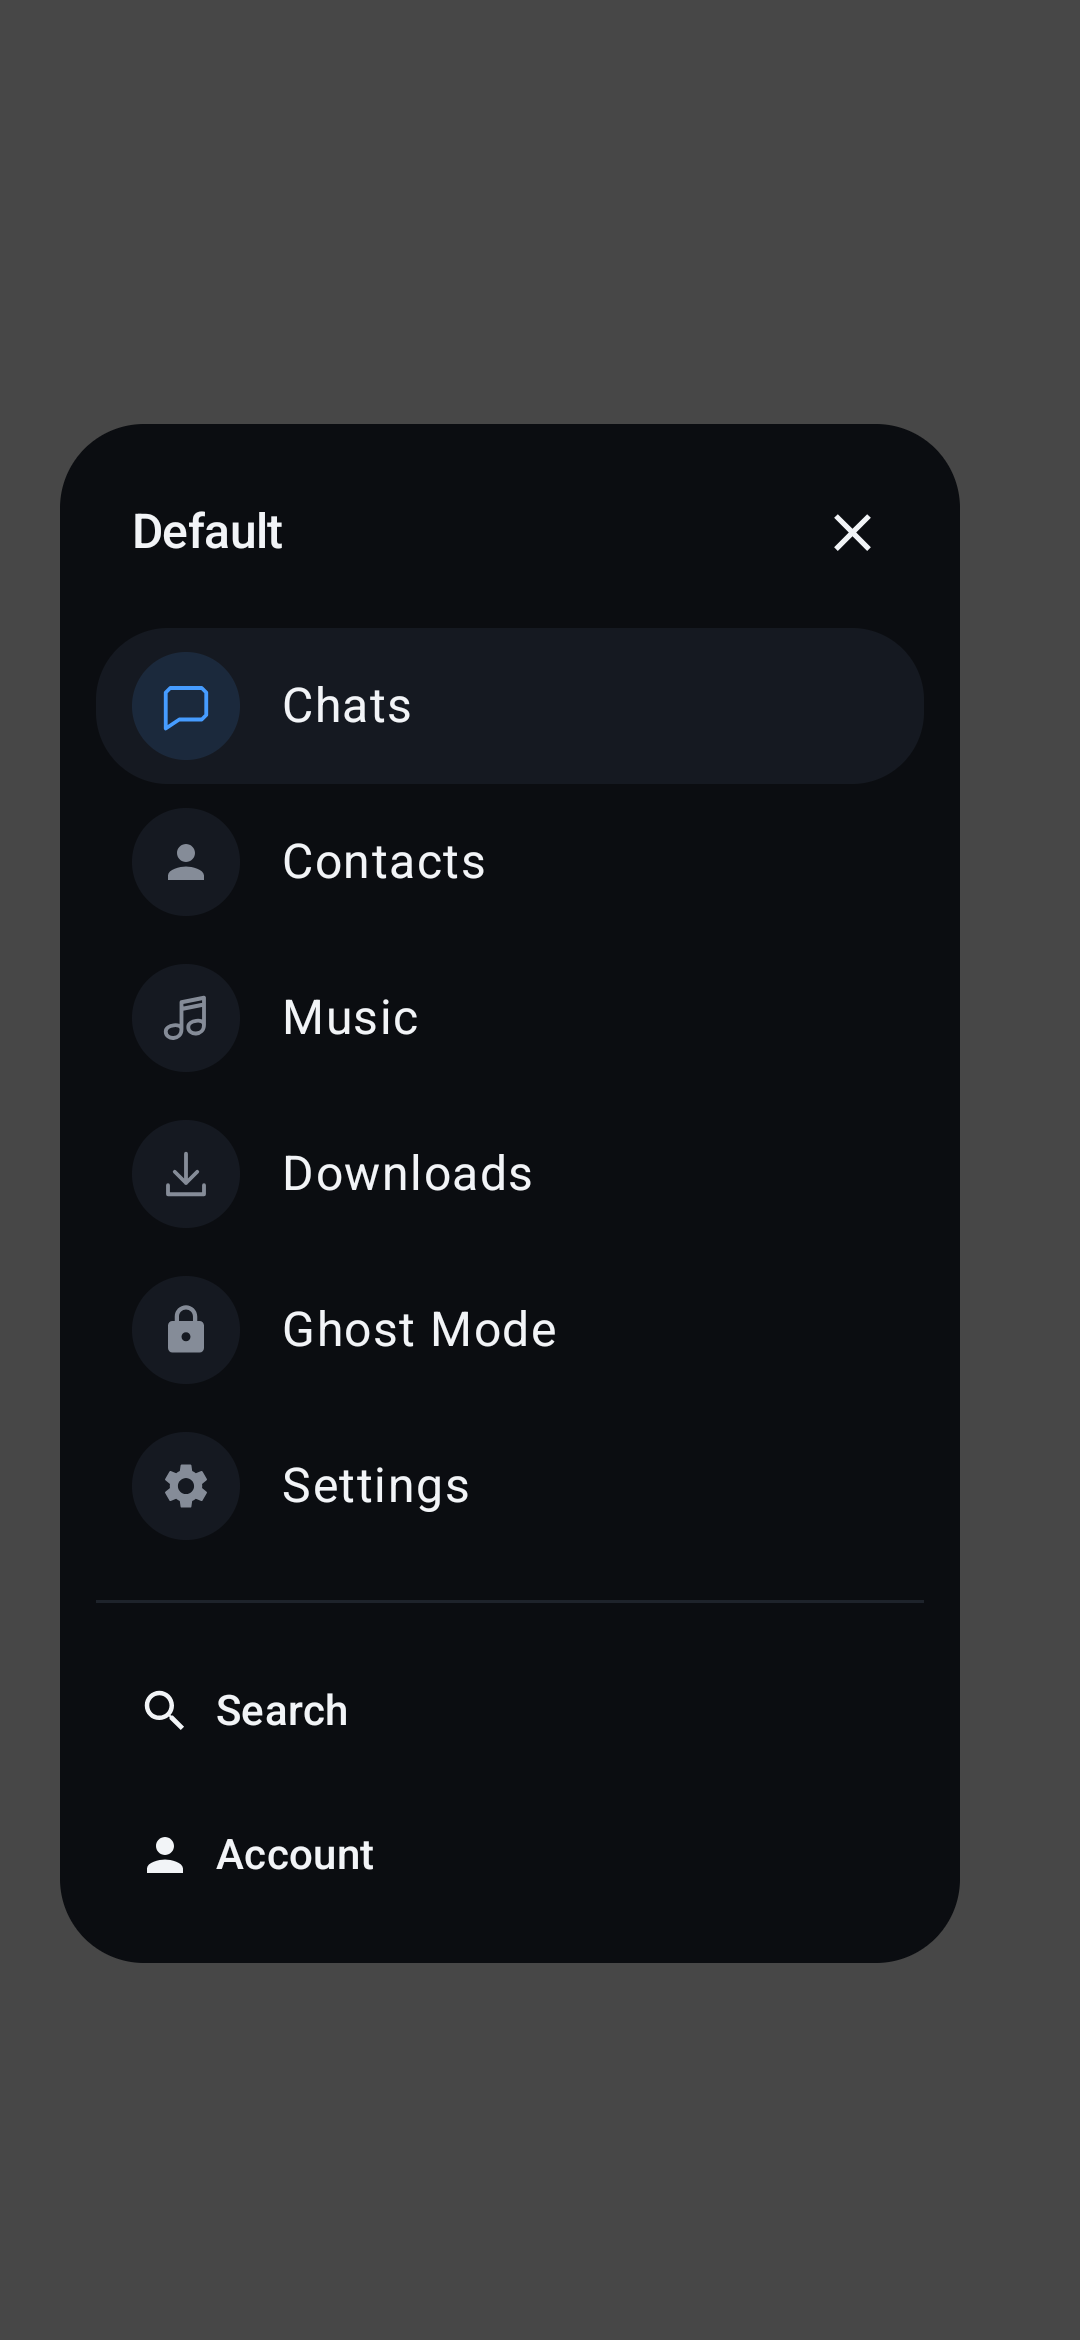 Default
Chats
Contacts
Music
Downloads
Ghost Mode
Settings
Search
Account